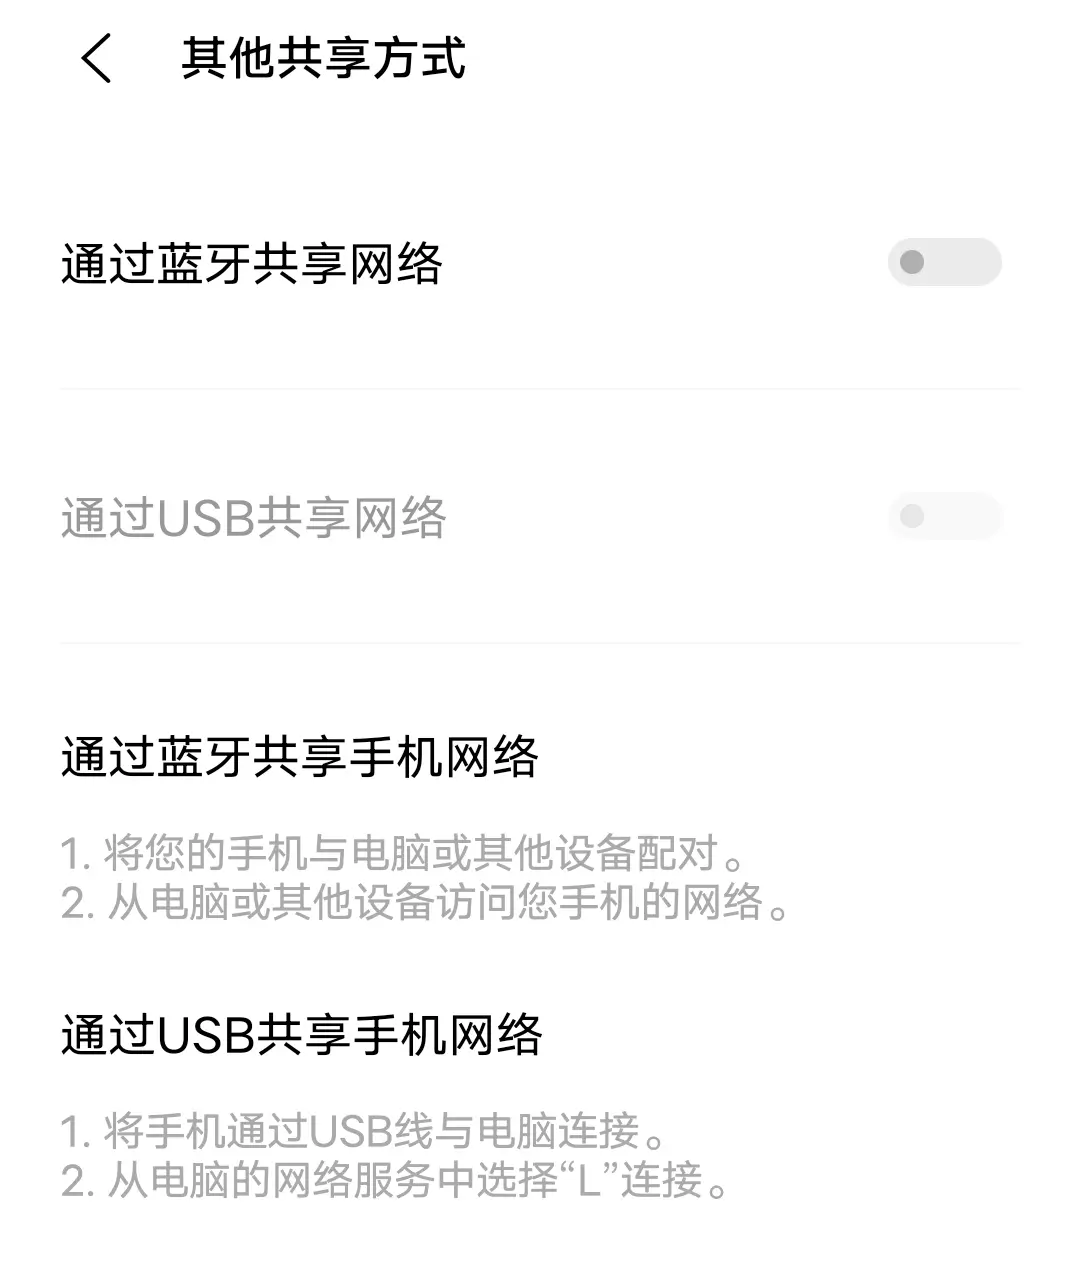 其他共享方式
通过蓝牙共享网络
通过USB共享网络
通过蓝牙共享手机网络
1. 将您的手机与电脑或其他设备配对。
2. 从电脑或其他设备访问您手机的网络。
通过USB共享手机网络
1. 将手机通过USB线与电脑连接。
2. 从电脑的网络服务中选择“L”连接。